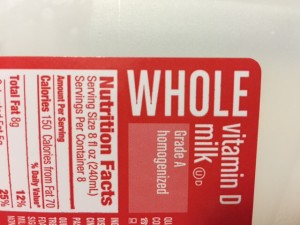 WHOLE
vitamin D
milk
Ⓤ D
Grade A
homogenized
Nutrition Facts
Serving Size 8 fl oz (240mL)
Servings Per Container 8
Amount Per Serving
Calories 150 Calories from Fat 70
% Daily Value*
Total Fat 8g 12%
25%